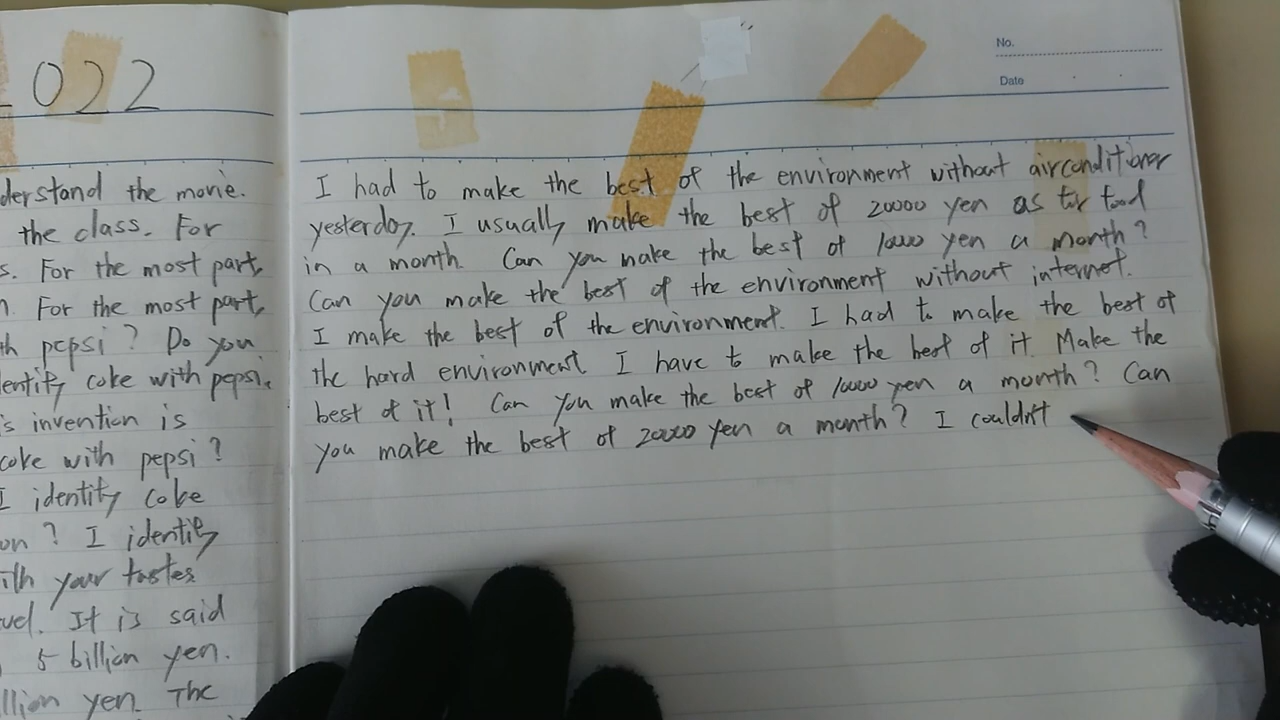 022
derstand the movie.
the class. For
s. For the most part,
n. For the most part,
th pepsi? Do you
dentify coke with pepsi.
is invention is
coke with pepsi?
I identify coke
on? I identify
ith your tastes
vel. It is said
5 billion yen.
llion yen. The
No.
Date
I had to make the best of the environment without airconditioner
yesterday. I usually make the best of 20000 yen as for food
in a month. Can you make the best of 10000 yen a month?
Can you make the best of the environment without internet.
I make the best of the environment. I had to make the best of
the hard environment I have to make the best of it. Make the
best of it! Can you make the best of 10000 yen a month? Can
you make the best of 20000 yen a month? I couldn't